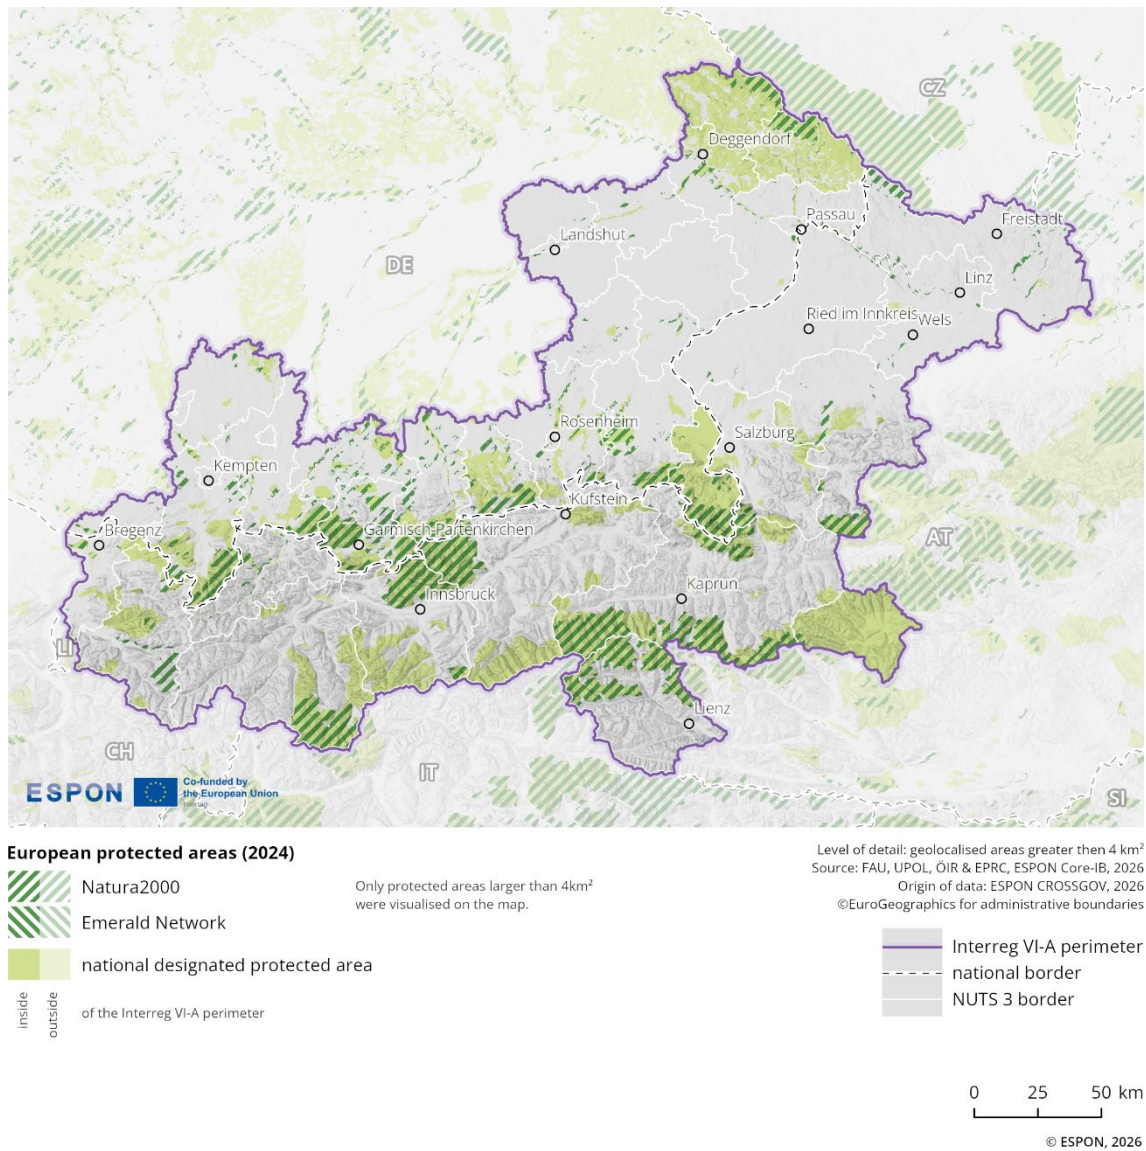 CZ
Deggendorf
Passau
Freistadt
Landshut
DE
Linz
Ried im Innkreis
Wels
Rosenheim
Salzburg
Kempten
Kufstein
Bregenz
Garmisch-Partenkirchen
AT
Innsbruck
Kaprun
LI
Lienz
CH
IT
SI
ESPON
Co-funded by
the European Union
Interreg
European protected areas (2024)
Natura2000
Emerald Network
national designated protected area
inside
outside
of the Interreg VI-A perimeter
Only protected areas larger than 4km²
were visualised on the map.
Level of detail: geolocalised areas greater then 4 km²
Source: FAU, UPOL, ÖIR & EPRC, ESPON Core-IB, 2026
Origin of data: ESPON CROSSGOV, 2026
©EuroGeographics for administrative boundaries
Interreg VI-A perimeter
national border
NUTS 3 border
0 25 50 km
© ESPON, 2026